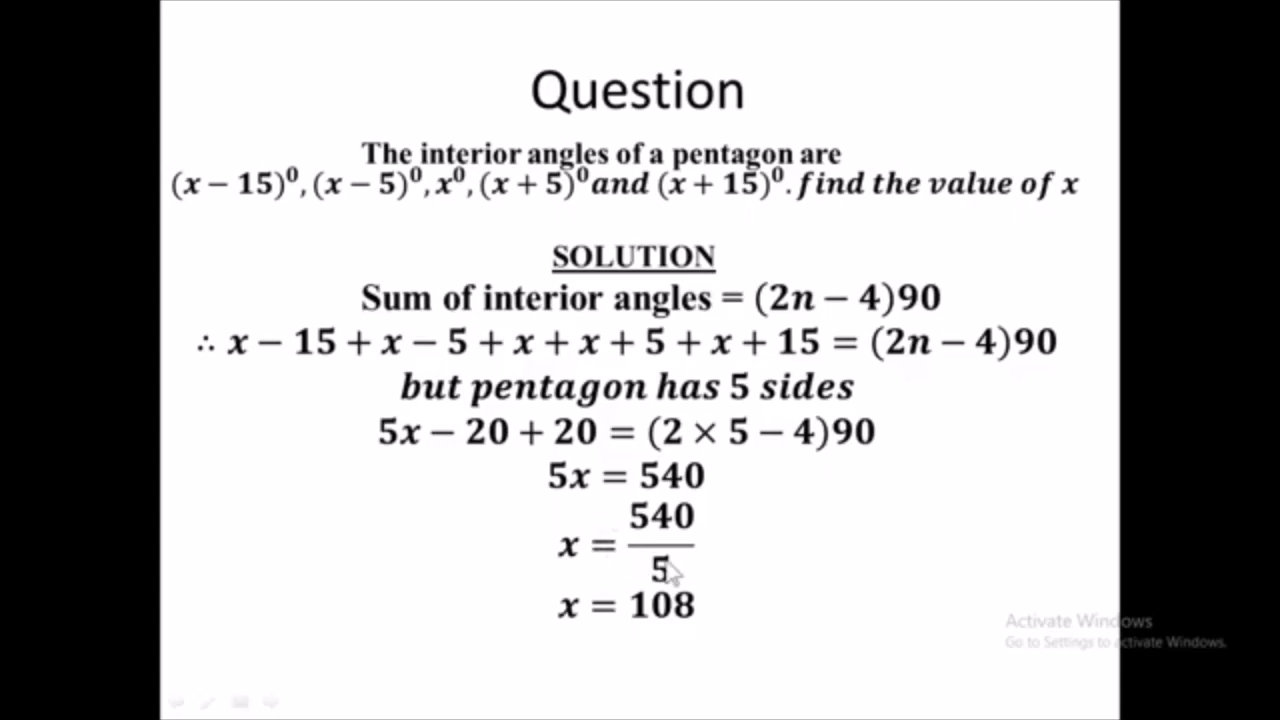 Question
The interior angles of a pentagon are
(x − 15)⁰, (x − 5)⁰, x⁰, (x + 5)⁰ and (x + 15)⁰. find the value of x
SOLUTION
Sum of interior angles = (2n − 4)90
∴ x − 15 + x − 5 + x + x + 5 + x + 15 = (2n − 4)90
but pentagon has 5 sides
5x − 20 + 20 = (2 × 5 − 4)90
5x = 540
x = 540/5
x = 108
Activate Windows
Go to Settings to activate Windows.